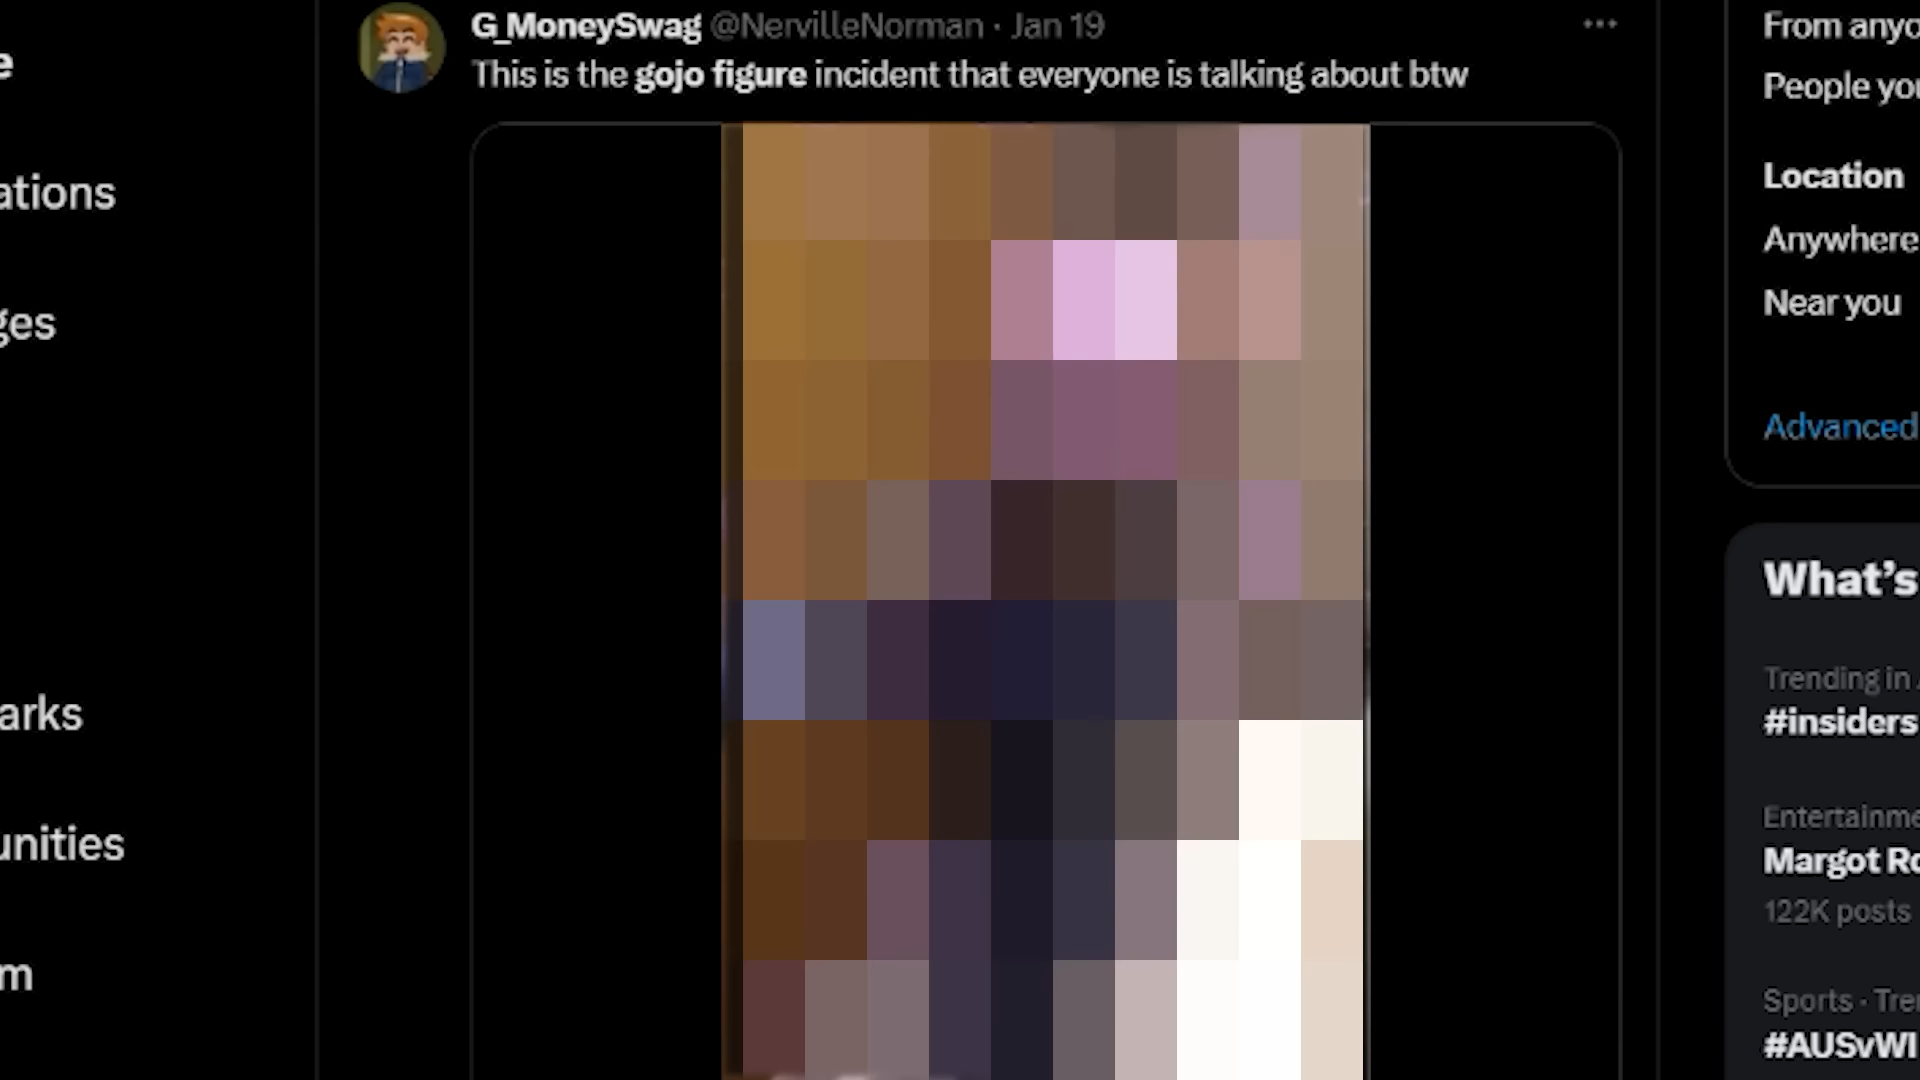 e
ations
ges
arks
unities
m
G_MoneySwag @NervilleNorman · Jan 19
This is the gojo figure incident that everyone is talking about btw
From anyo
People you
Location
Anywhere
Near you
Advanced
What's
Trending in
#insiders
Entertainme
Margot Ro
122K posts
Sports · Tre
#AUSvWI